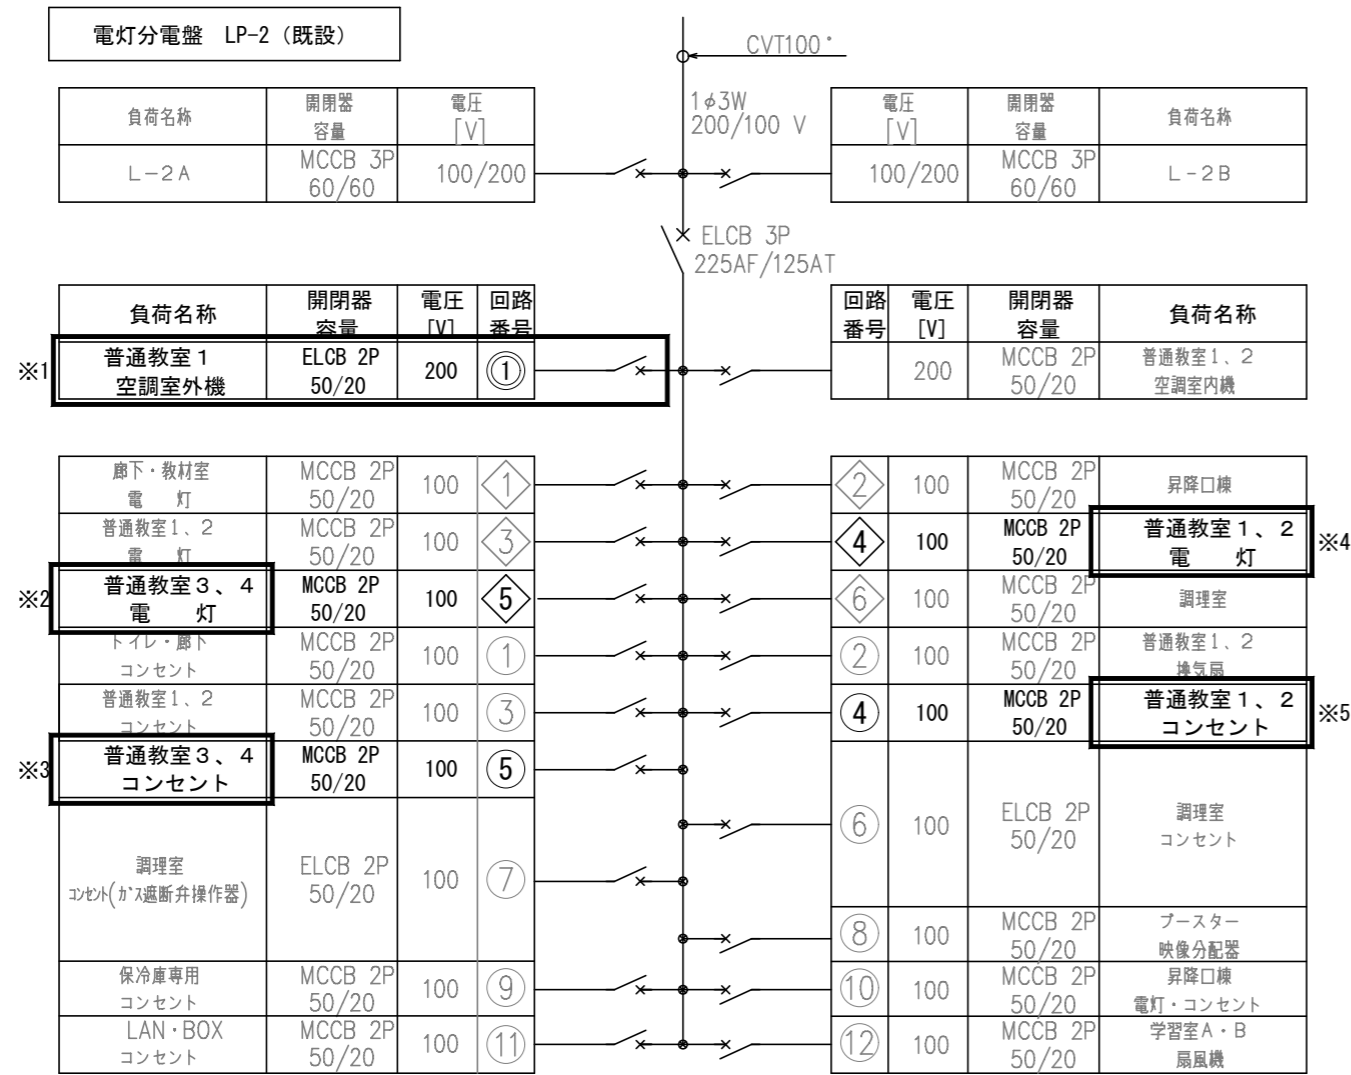 電灯分電盤 LP-2（既設）
CVT100°
1φ3W
200/100 V
負荷名称 開閉器 容量 電圧 [V]
L-2A MCCB 3P 60/60 100/200
電圧 [V] 開閉器 容量 負荷名称
100/200 MCCB 3P 60/60 L-2B
ELCB 3P
225AF/125AT
負荷名称 開閉器 容量 電圧 [V] 回路 番号
回路 番号 電圧 [V] 開閉器 容量 負荷名称
※1 普通教室1 空調室外機 ELCB 2P 50/20 200 ①
200 MCCB 2P 50/20 普通教室1、2 空調室内機
廊下・教材室 電 灯 MCCB 2P 50/20 100 1
2 100 MCCB 2P 50/20 昇降口棟
普通教室1、2 電 灯 MCCB 2P 50/20 100 3
4 100 MCCB 2P 50/20 普通教室1、2 電 灯 ※4
※2 普通教室3、4 電 灯 MCCB 2P 50/20 100 5
6 100 MCCB 2P 50/20 調理室
トイレ・廊下 コンセント MCCB 2P 50/20 100 ①
② 100 MCCB 2P 50/20 普通教室1、2 換気扇
普通教室1、2 コンセント MCCB 2P 50/20 100 ③
④ 100 MCCB 2P 50/20 普通教室1、2 コンセント ※5
※3 普通教室3、4 コンセント MCCB 2P 50/20 100 ⑤
⑥ 100 ELCB 2P 50/20 調理室 コンセント
調理室 コンセント(ガス遮断弁操作器) ELCB 2P 50/20 100 ⑦
⑧ 100 MCCB 2P 50/20 ブースター 映像分配器
保冷庫専用 コンセント MCCB 2P 50/20 100 ⑨
⑩ 100 MCCB 2P 50/20 昇降口棟 電灯・コンセント
LAN・BOX コンセント MCCB 2P 50/20 100 ⑪
⑫ 100 MCCB 2P 50/20 学習室A・B 扇風機